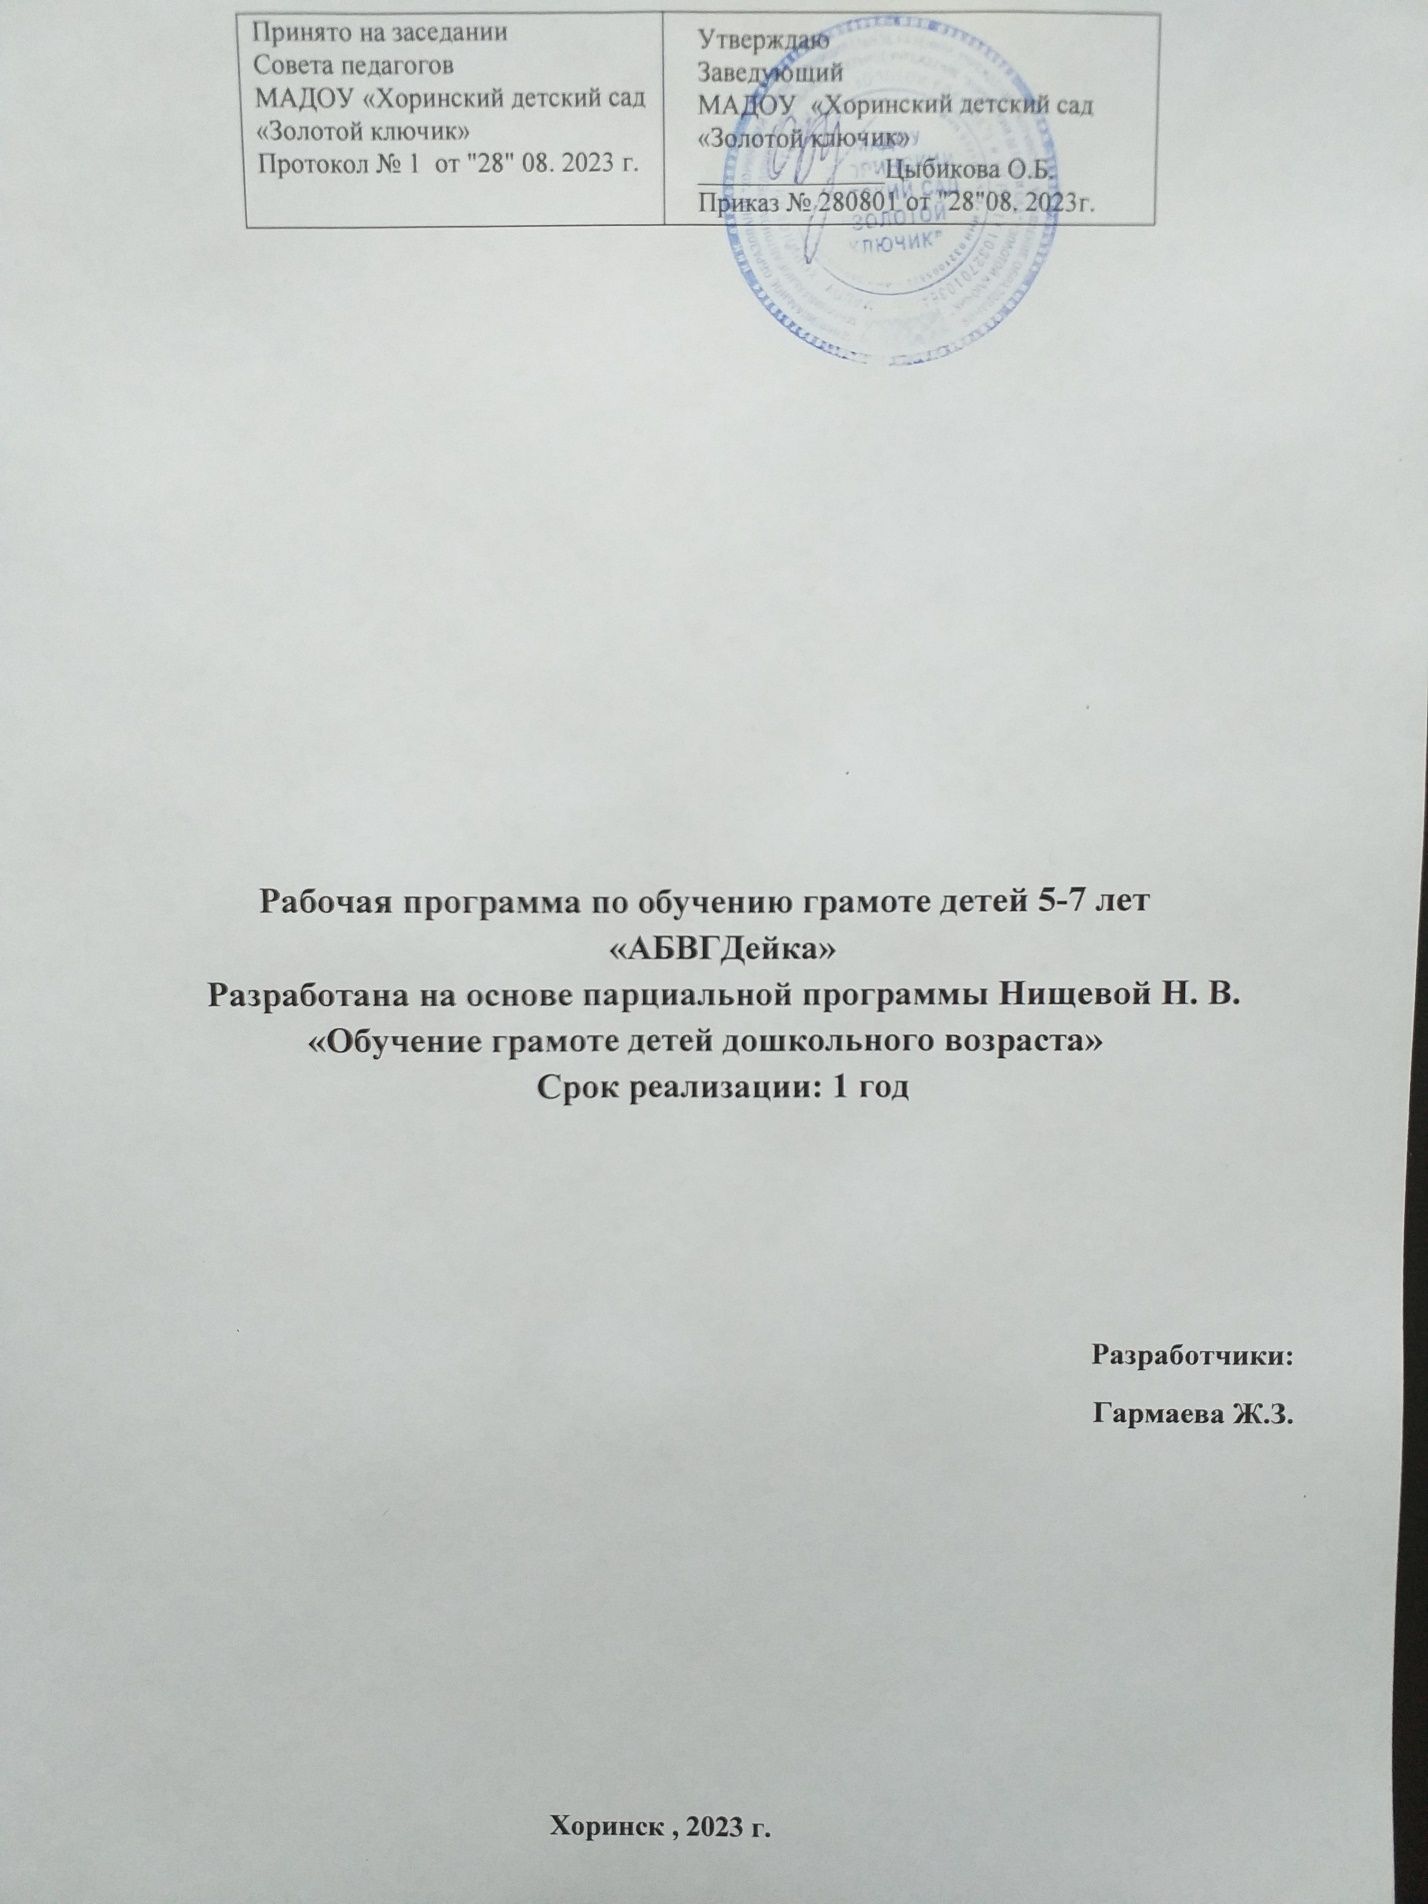 Принято на заседании
Совета педагогов
МАДОУ «Хоринский детский сад
«Золотой ключик»
Протокол № 1 от "28" 08. 2023 г.
Утверждаю
Заведующий
МАДОУ «Хоринский детский сад
«Золотой ключик»
______________Цыбикова О.Б.
Приказ № 280801 от "28"08. 2023г.
ЗОЛОТОЙ
Рабочая программа по обучению грамоте детей 5-7 лет
«АБВГДейка»
Разработана на основе парциальной программы Нищевой Н. В.
«Обучение грамоте детей дошкольного возраста»
Срок реализации: 1 год
Разработчики:
Гармаева Ж.З.
Хоринск , 2023 г.